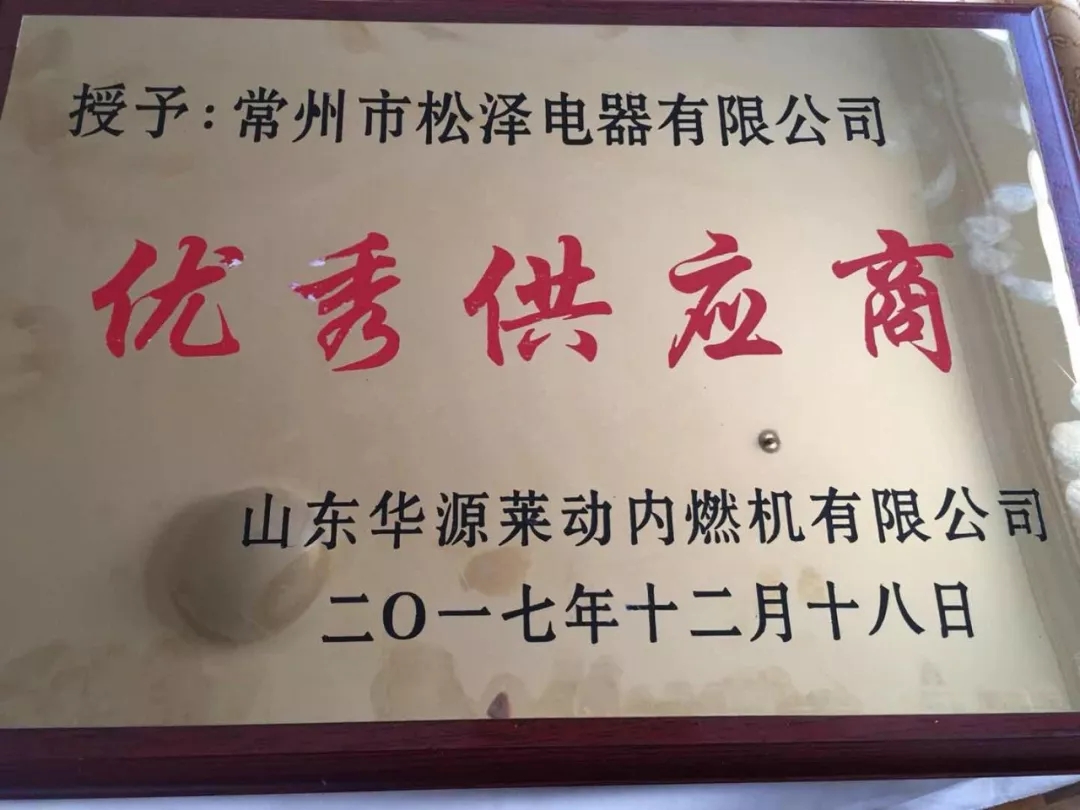 授予:常州市松泽电器有限公司
优秀供应商
山东华源莱动内燃机有限公司
二O一七年十二月十八日